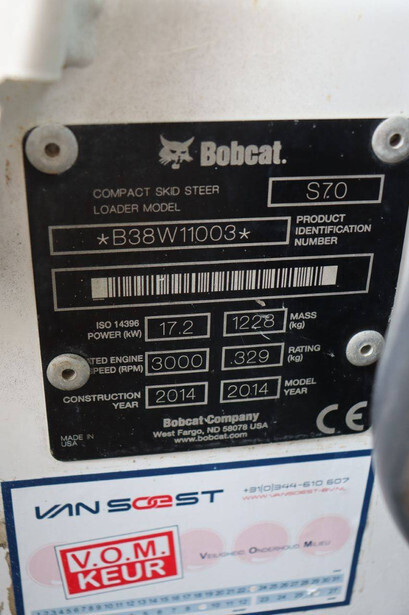 Bobcat.
COMPACT SKID STEER
LOADER MODEL
S70
*B38W11003*
PRODUCT
IDENTIFICATION
NUMBER
ISO 14396
POWER (kW)
17.2
1228
MASS
(kg)
ENGINE
SPEED (RPM)
3000
329
RATING
(kg)
CONSTRUCTION
YEAR
2014
2014
MODEL
YEAR
MADE IN
USA
Bobcat Company
West Fargo, ND 58078 USA
www.bobcat.com
CE
VAN SOEST
+31(0)344-610 607
V.O.M.
KEUR
VEILIGHEID ONDERHOUD MILIEU